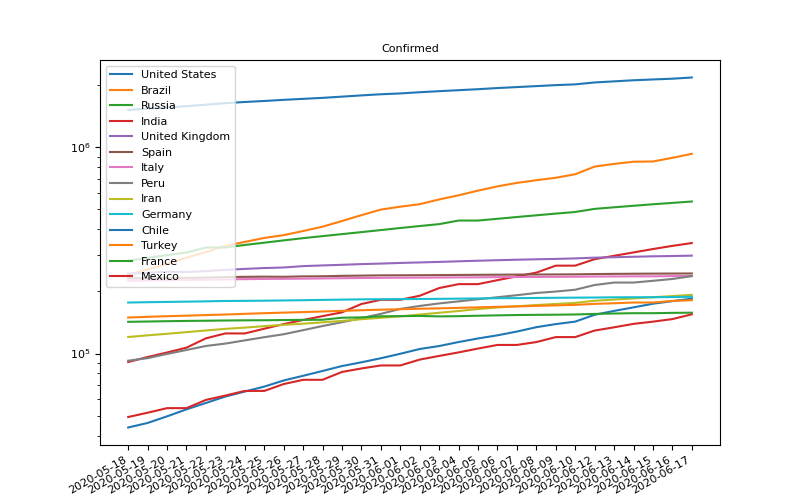 Confirmed
United States
Brazil
Russia
India
United Kingdom
Spain
Italy
Peru
Iran
Germany
Chile
Turkey
France
Mexico
10⁶
10⁵
2020-05-18
2020-05-19
2020-05-20
2020-05-21
2020-05-22
2020-05-23
2020-05-24
2020-05-25
2020-05-26
2020-05-27
2020-05-28
2020-05-29
2020-05-30
2020-05-31
2020-06-01
2020-06-02
2020-06-03
2020-06-04
2020-06-05
2020-06-06
2020-06-07
2020-06-08
2020-06-09
2020-06-10
2020-06-12
2020-06-13
2020-06-14
2020-06-15
2020-06-16
2020-06-17